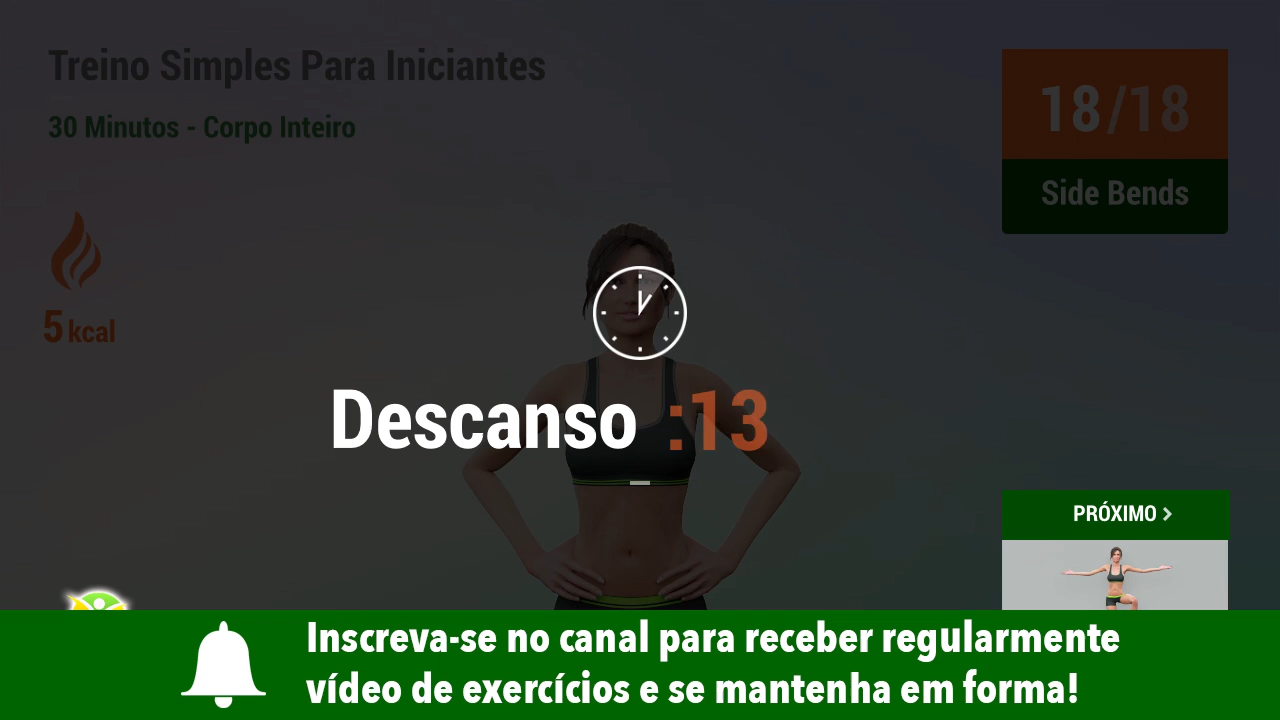 Treino Simples Para Iniciantes
30 Minutos - Corpo Inteiro
18/18
Side Bends
5 kcal
Descanso :13
PRÓXIMO >
Inscreva-se no canal para receber regularmente
vídeo de exercícios e se mantenha em forma!